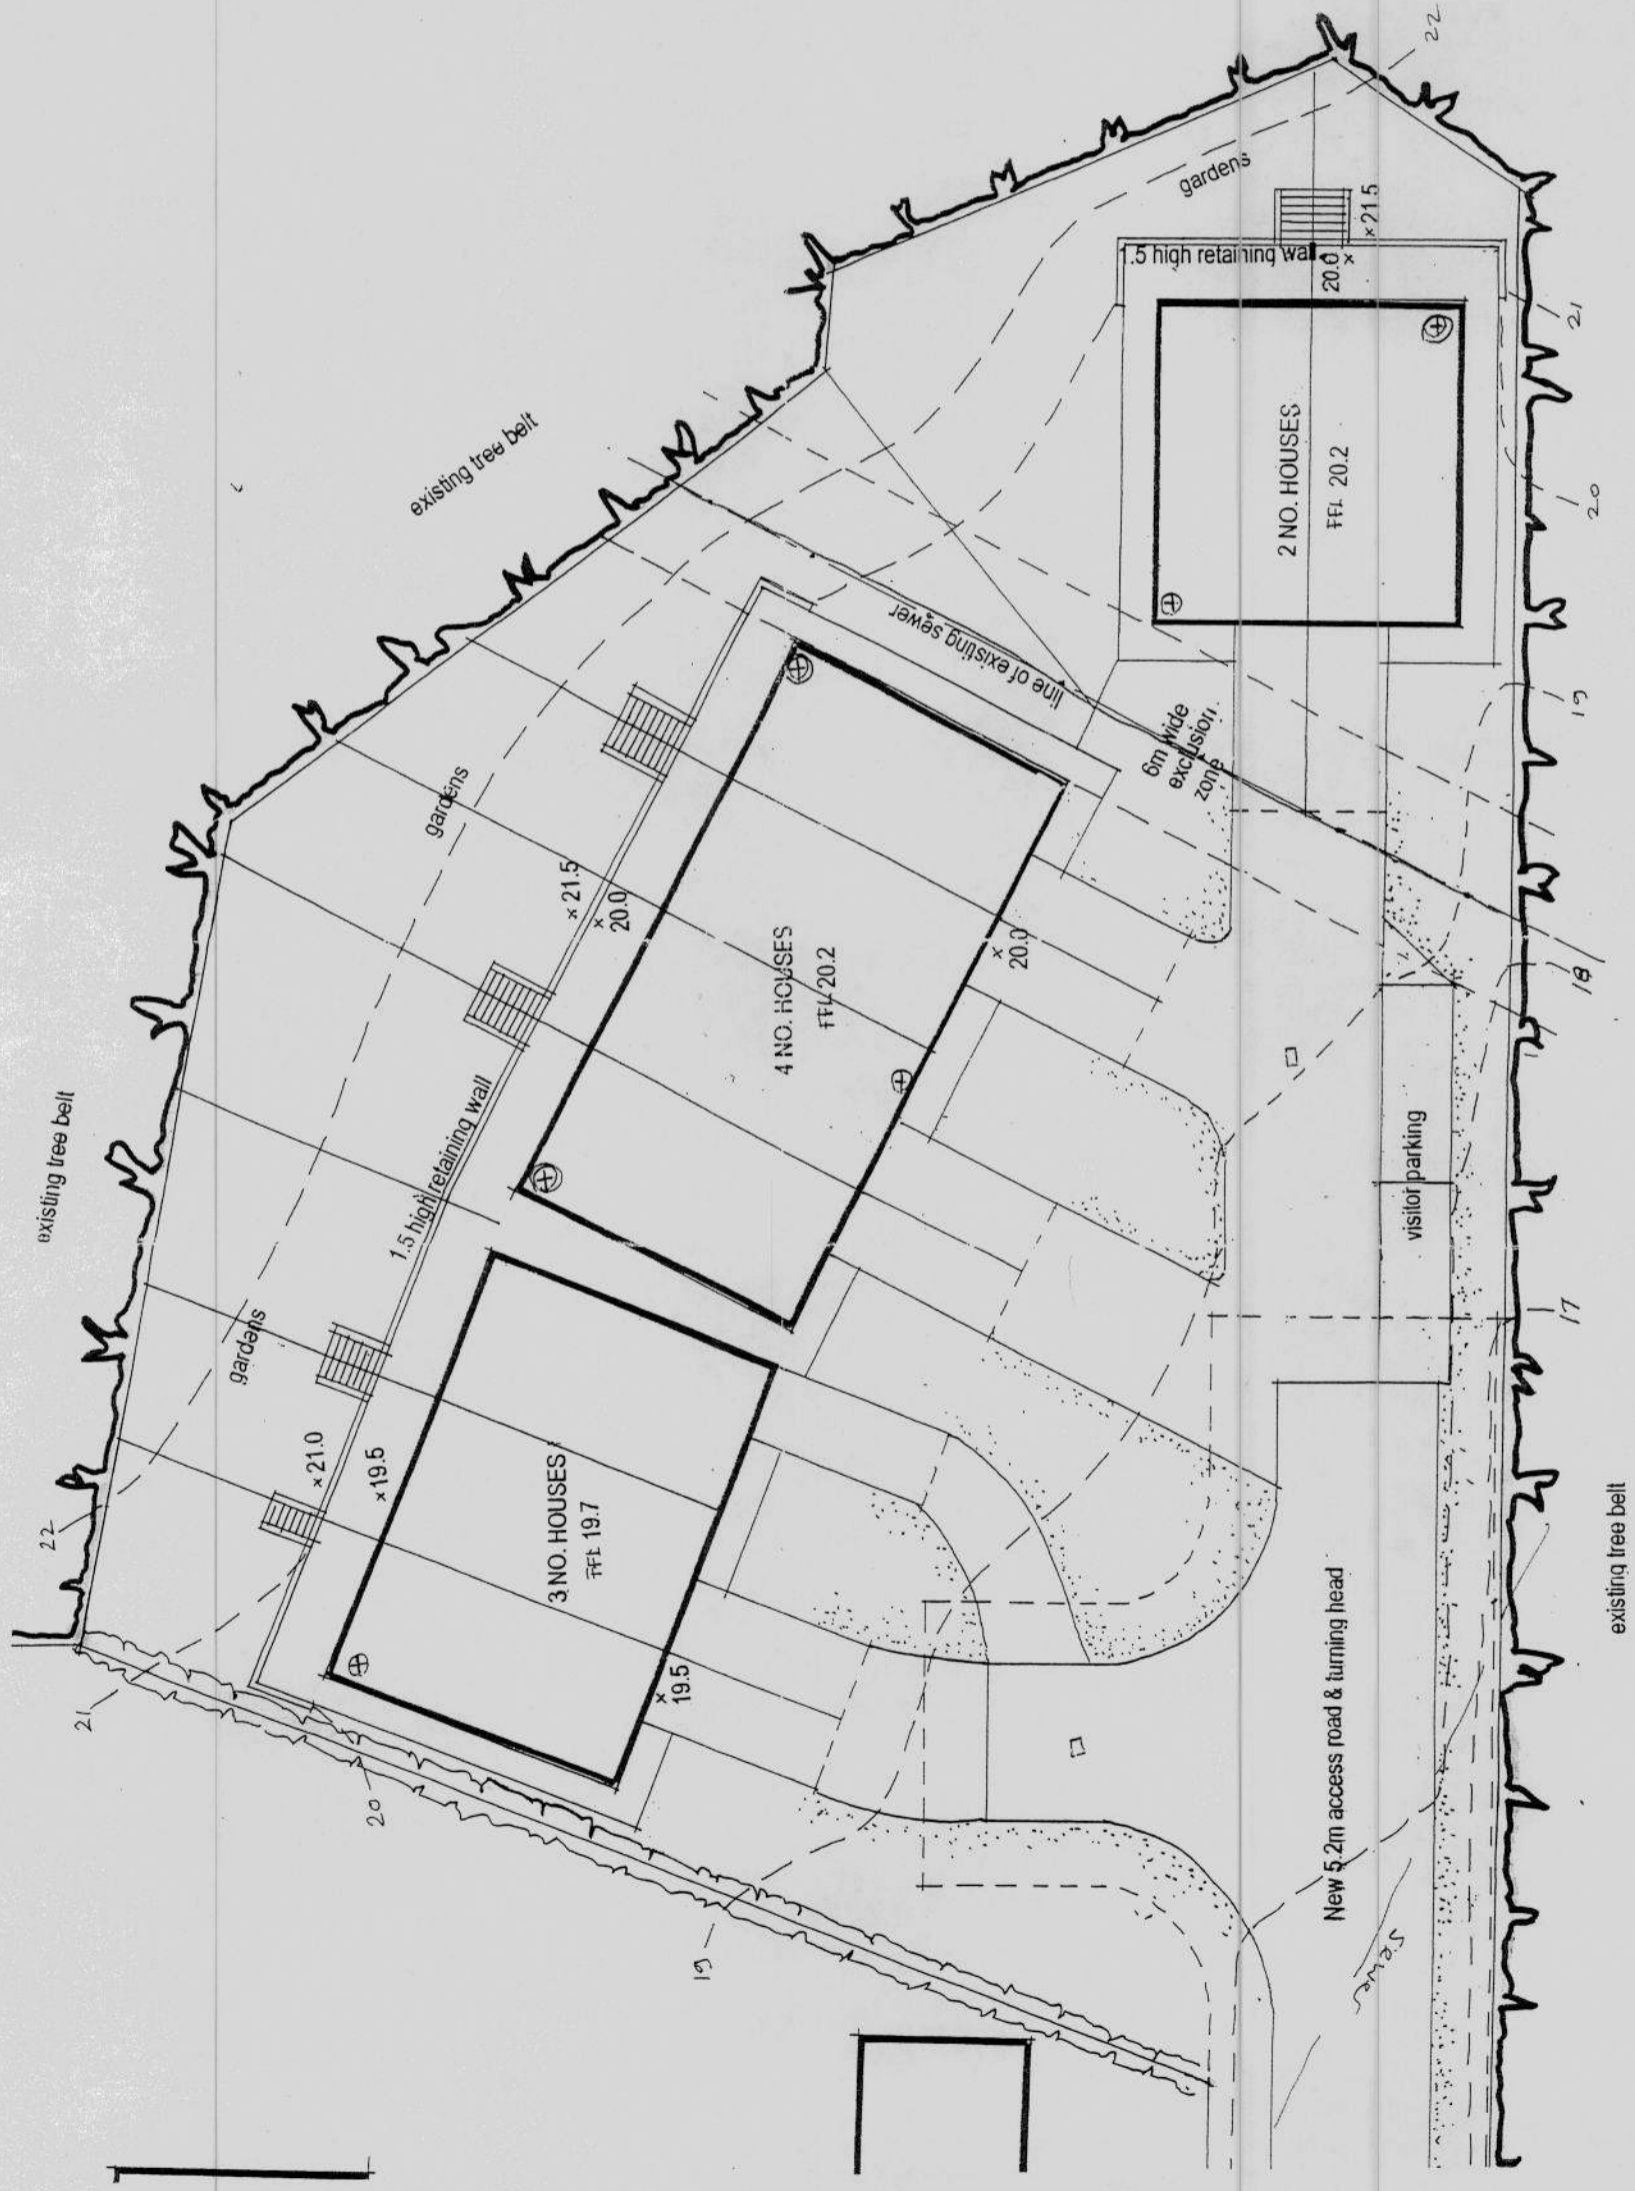 22
gardens
× 21.5
1.5 high retaining wall
20.0
×
21
existing tree belt
2 NO. HOUSES
FFL 20.2
20
line of existing sewer
6m wide
exclusion
zone
19
gardens
× 21.5
×
20.0
4 NO. HOUSES
FFL 20.2
×
20.0
18
existing tree belt
1.5 high retaining wall
visitor parking
17
gardens
× 21.0
× 19.5
22
3 NO. HOUSES
FFL 19.7
existing tree belt
New 5.2m access road & turning head
×
19.5
21
20
19
sewer